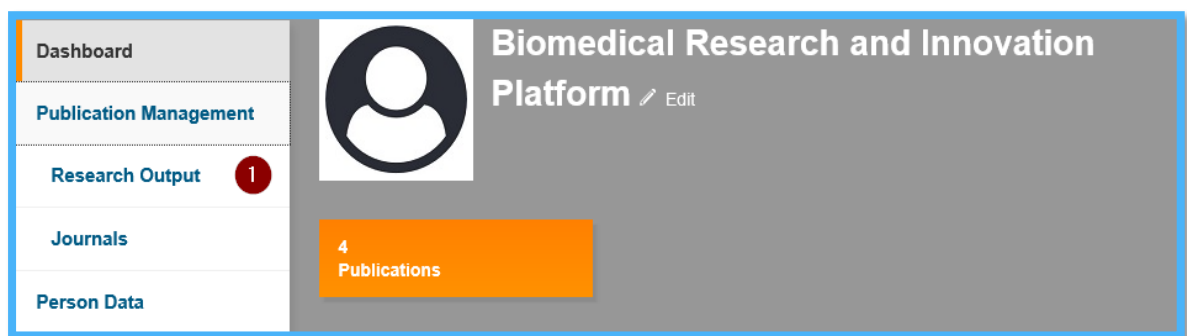 Dashboard
Publication Management
Research Output 1
Journals
Person Data
Biomedical Research and Innovation
Platform Edit
4
Publications